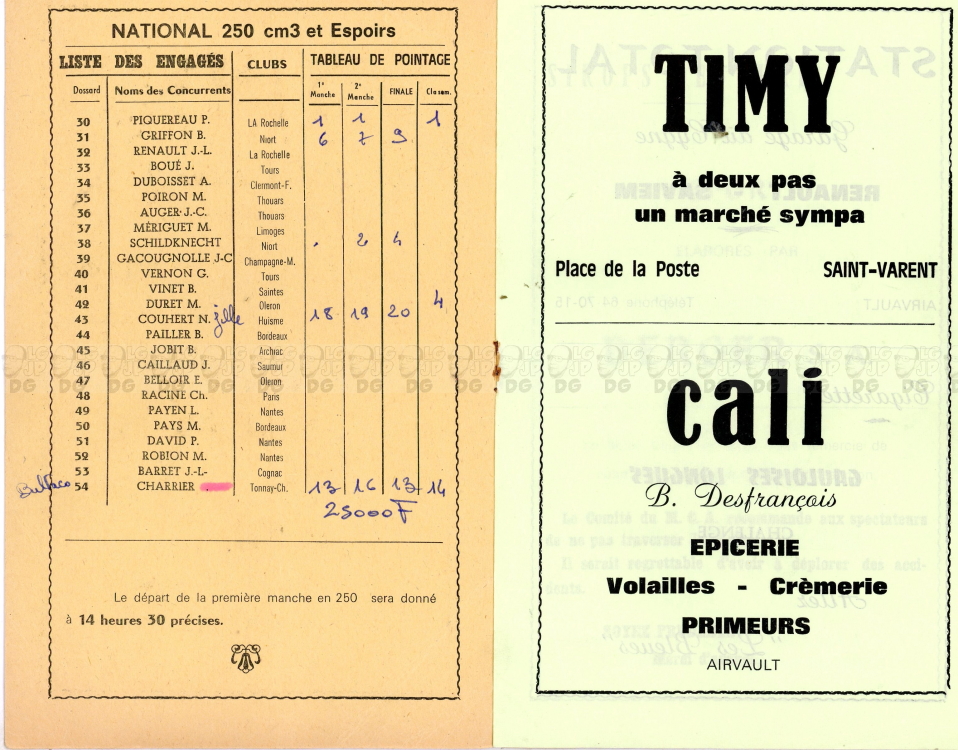 NATIONAL 250 cm3 et Espoirs
LISTE DES ENGAGÉS CLUBS TABLEAU DE POINTAGE
Dossard Noms des Concurrents 1e Manche 2e Manche FINALE Classem.
30 PIQUEREAU P. LA Rochelle 1 1 1
31 GRIFFON B. Niort 6 7 9
32 RENAULT J.-L. La Rochelle
33 BOUÉ J. Tours
34 DUBOISSET A. Clermont-F.
35 POIRON M. Thouars
36 AUGER J.-C. Thouars
37 MÉRIGUET M. Limoges
38 SCHILDKNECHT Niort . 2 4
39 GACOUGNOLLE J-C Champagne-M.
40 VERNON G. Tours
41 VINET B. Saintes
42 DURET M. Oleron 4
43 COUHERT N. Huisme 18 19 20
44 PAILLER B. Bordeaux
45 JOBIT B. Archiac
46 CAILLAUD J. Saumur
47 BELLOIR E. Oleron
48 RACINE Ch. Paris
49 PAYEN L. Nantes
50 PAYS M. Bordeaux
51 DAVID P. Nantes
52 ROBION M. Nantes
53 BARRET J.-L- Cognac
Bultaco 54 CHARRIER Tonnay-Ch. 13 16 13 14
25000F
Le départ de la première manche en 250 sera donné
à 14 heures 30 précises.
TIMY
à deux pas
un marché sympa
Place de la Poste SAINT-VARENT
cali
B. Desfrançois
EPICERIE
Volailles - Crèmerie
PRIMEURS
AIRVAULT